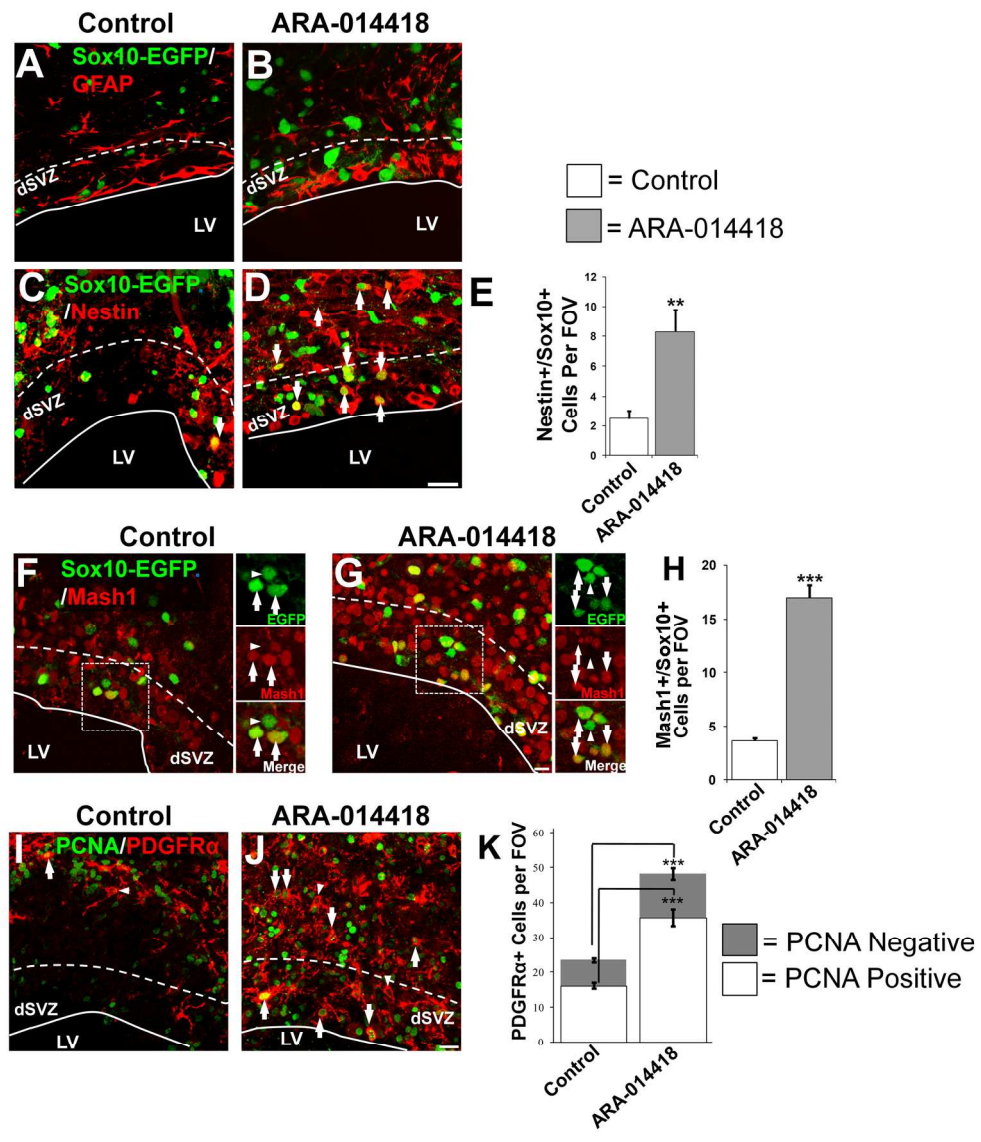 Control
ARA-014418
A
Sox10-EGFP/
GFAP
dSVZ
LV
B
dSVZ
LV
= Control
= ARA-014418
C
Sox10-EGFP
/Nestin
dSVZ
LV
D
dSVZ
LV
E
Nestin+/Sox10+
Cells Per FOV
12
10
8
6
4
2
0
**
Control
ARA-014418
Control
ARA-014418
F
Sox10-EGFP
/Mash1
LV
dSVZ
EGFP
Mash1
Merge
G
LV
dSVZ
EGFP
Mash1
Merge
H
Mash1+/Sox10+
Cells per FOV
20
15
10
5
0
***
Control
ARA-014418
Control
ARA-014418
I
PCNA/PDGFRα
dSVZ
LV
J
dSVZ
LV
K
PDGFRα+ Cells per FOV
60
50
40
30
20
10
0
***
***
Control
ARA-014418
= PCNA Negative
= PCNA Positive